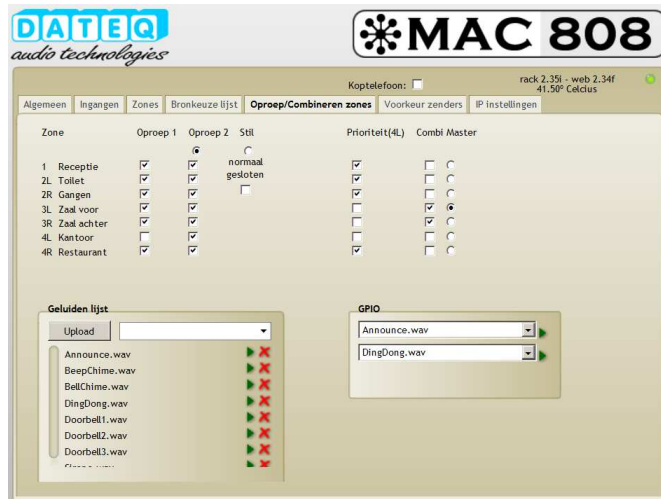 DATEQ
audio technologies
MAC 808
Koptelefoon:
rack 2.35i - web 2.34f
41.50° Celcius
Algemeen Ingangen Zones Bronkeuze lijst Oproep/Combineren zones Voorkeur zenders IP instellingen
Zone Oproep 1 Oproep 2 Stil Prioriteit(4L) Combi Master
normaal
gesloten
1 Receptie
2L Toilet
2R Gangen
3L Zaal voor
3R Zaal achter
4L Kantoor
4R Restaurant
Geluiden lijst
Upload
Announce.wav
BeepChime.wav
BellChime.wav
DingDong.wav
Doorbell1.wav
Doorbell2.wav
Doorbell3.wav
GPIO
Announce.wav
DingDong.wav